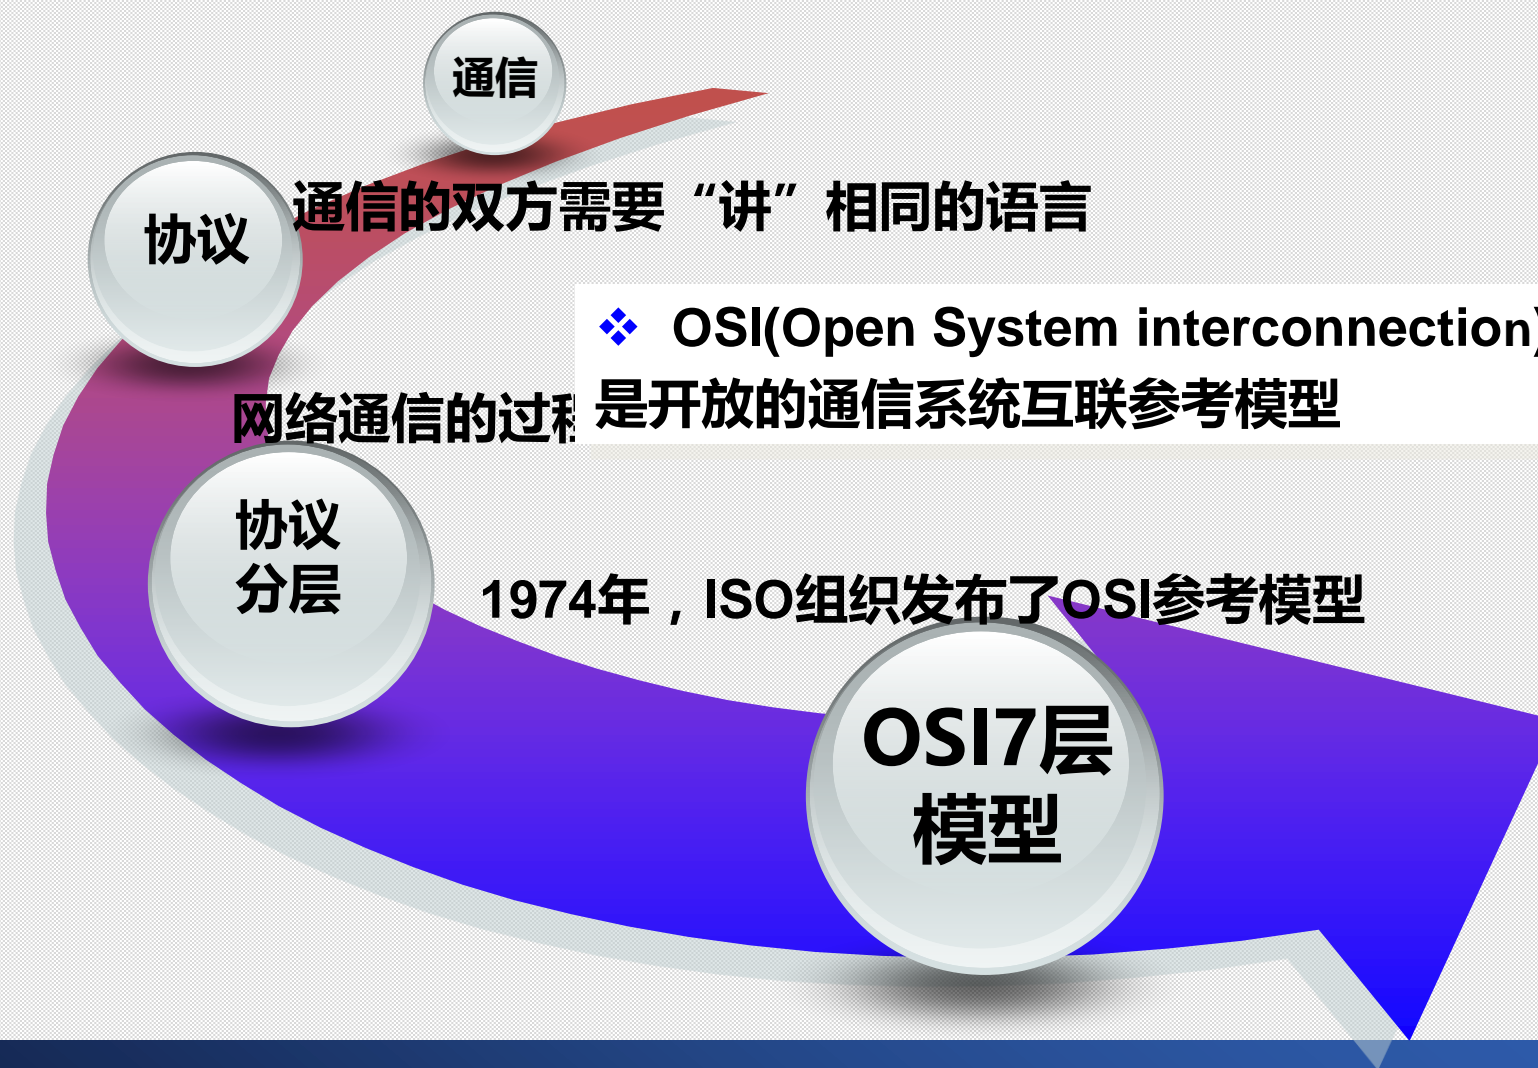 通信
协议
通信的双方需要“讲”相同的语言
OSI(Open System interconnection)
是开放的通信系统互联参考模型
网络通信的过程
协议
分层
1974年，ISO组织发布了OSI参考模型
OSI7层
模型